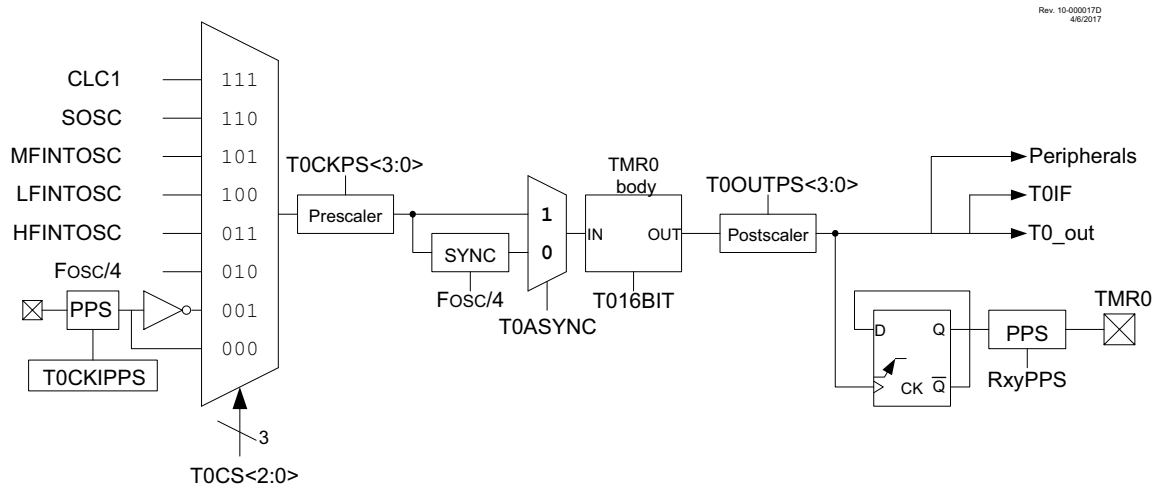 Rev. 10-000017D
4/6/2017
CLC1
111
SOSC
110
MFINTOSC
101
LFINTOSC
100
HFINTOSC
011
FOSC/4
010
PPS
001
000
T0CKIPPS
3
T0CS<2:0>
T0CKPS<3:0>
Prescaler
SYNC
FOSC/4
1
0
T0ASYNC
TMR0
body
IN
OUT
T016BIT
T0OUTPS<3:0>
Postscaler
Peripherals
T0IF
T0_out
D
Q
CK
Q
PPS
RxyPPS
TMR0